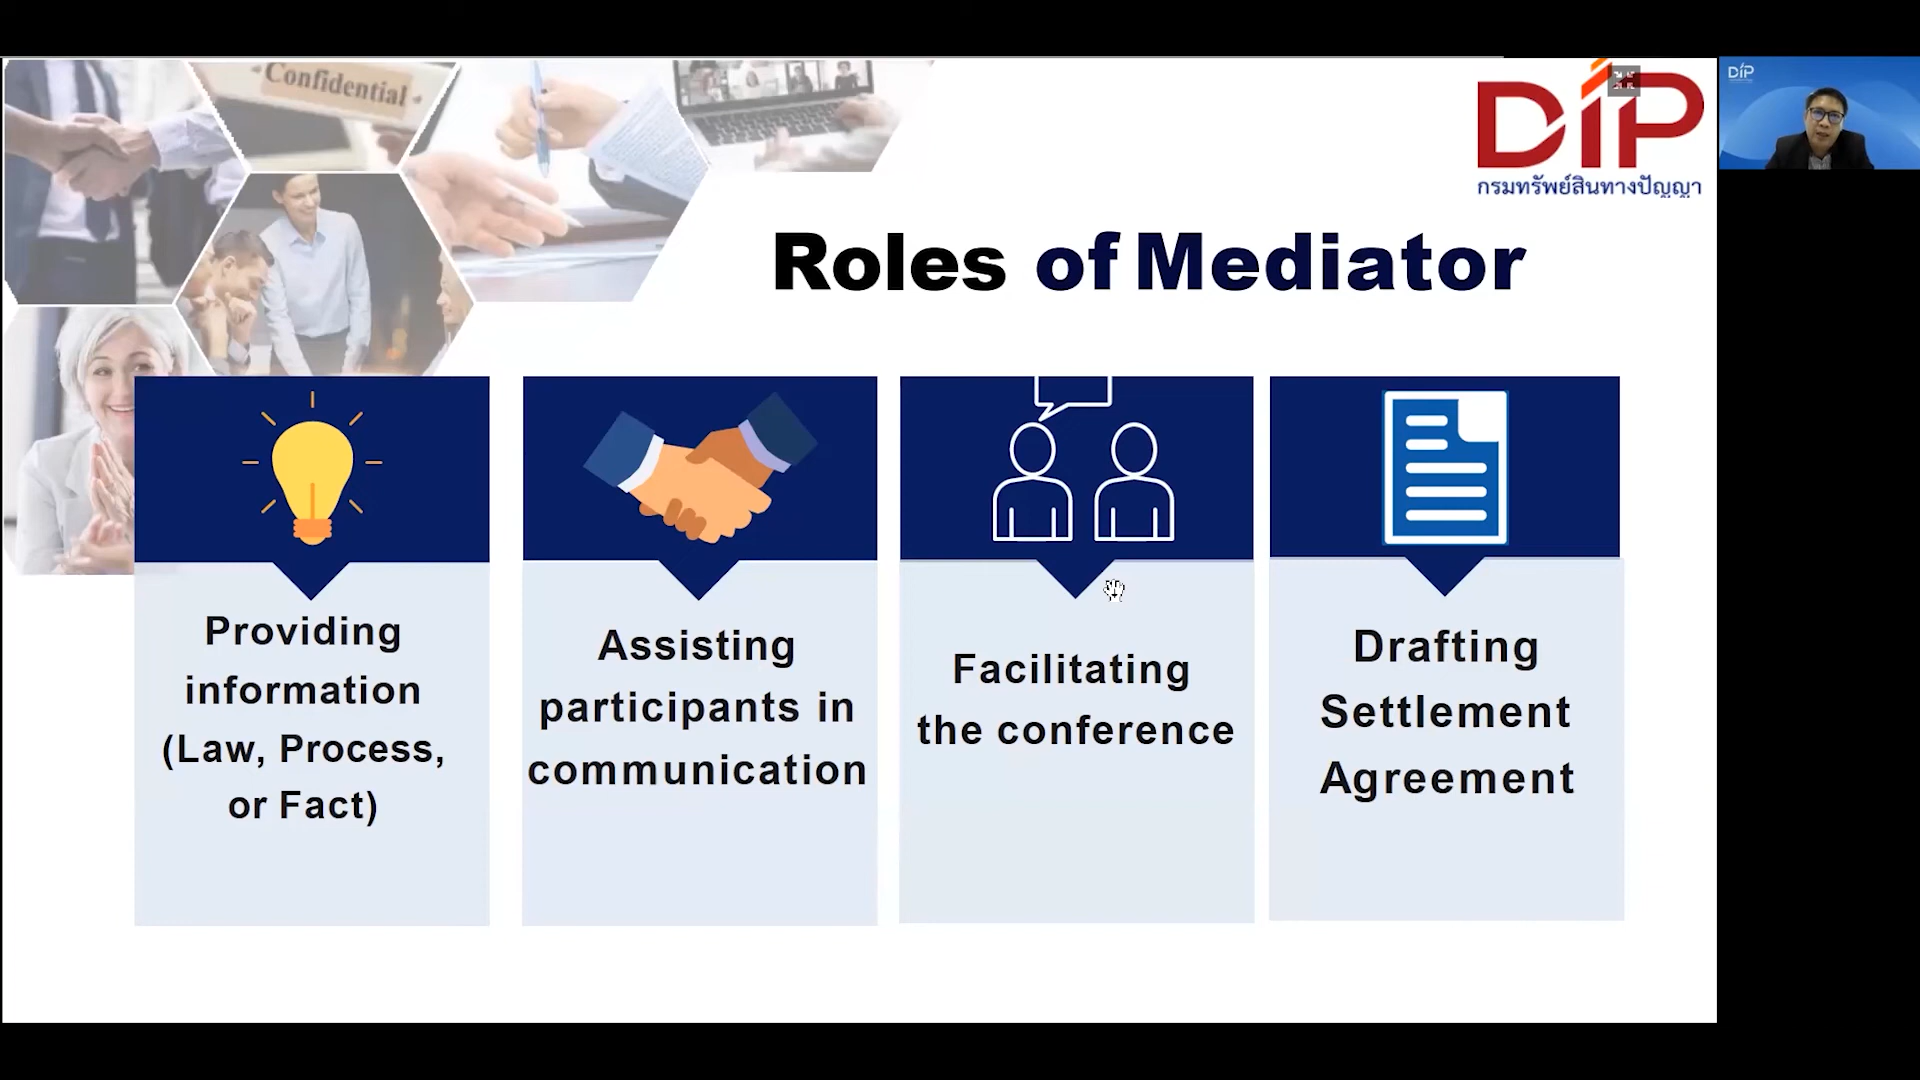 Confidential
DIP
กรมทรัพย์สินทางปัญญา
DIP
Roles of Mediator
Providing
information
(Law, Process,
or Fact)
Assisting
participants in
communication
Facilitating
the conference
Drafting
Settlement
Agreement